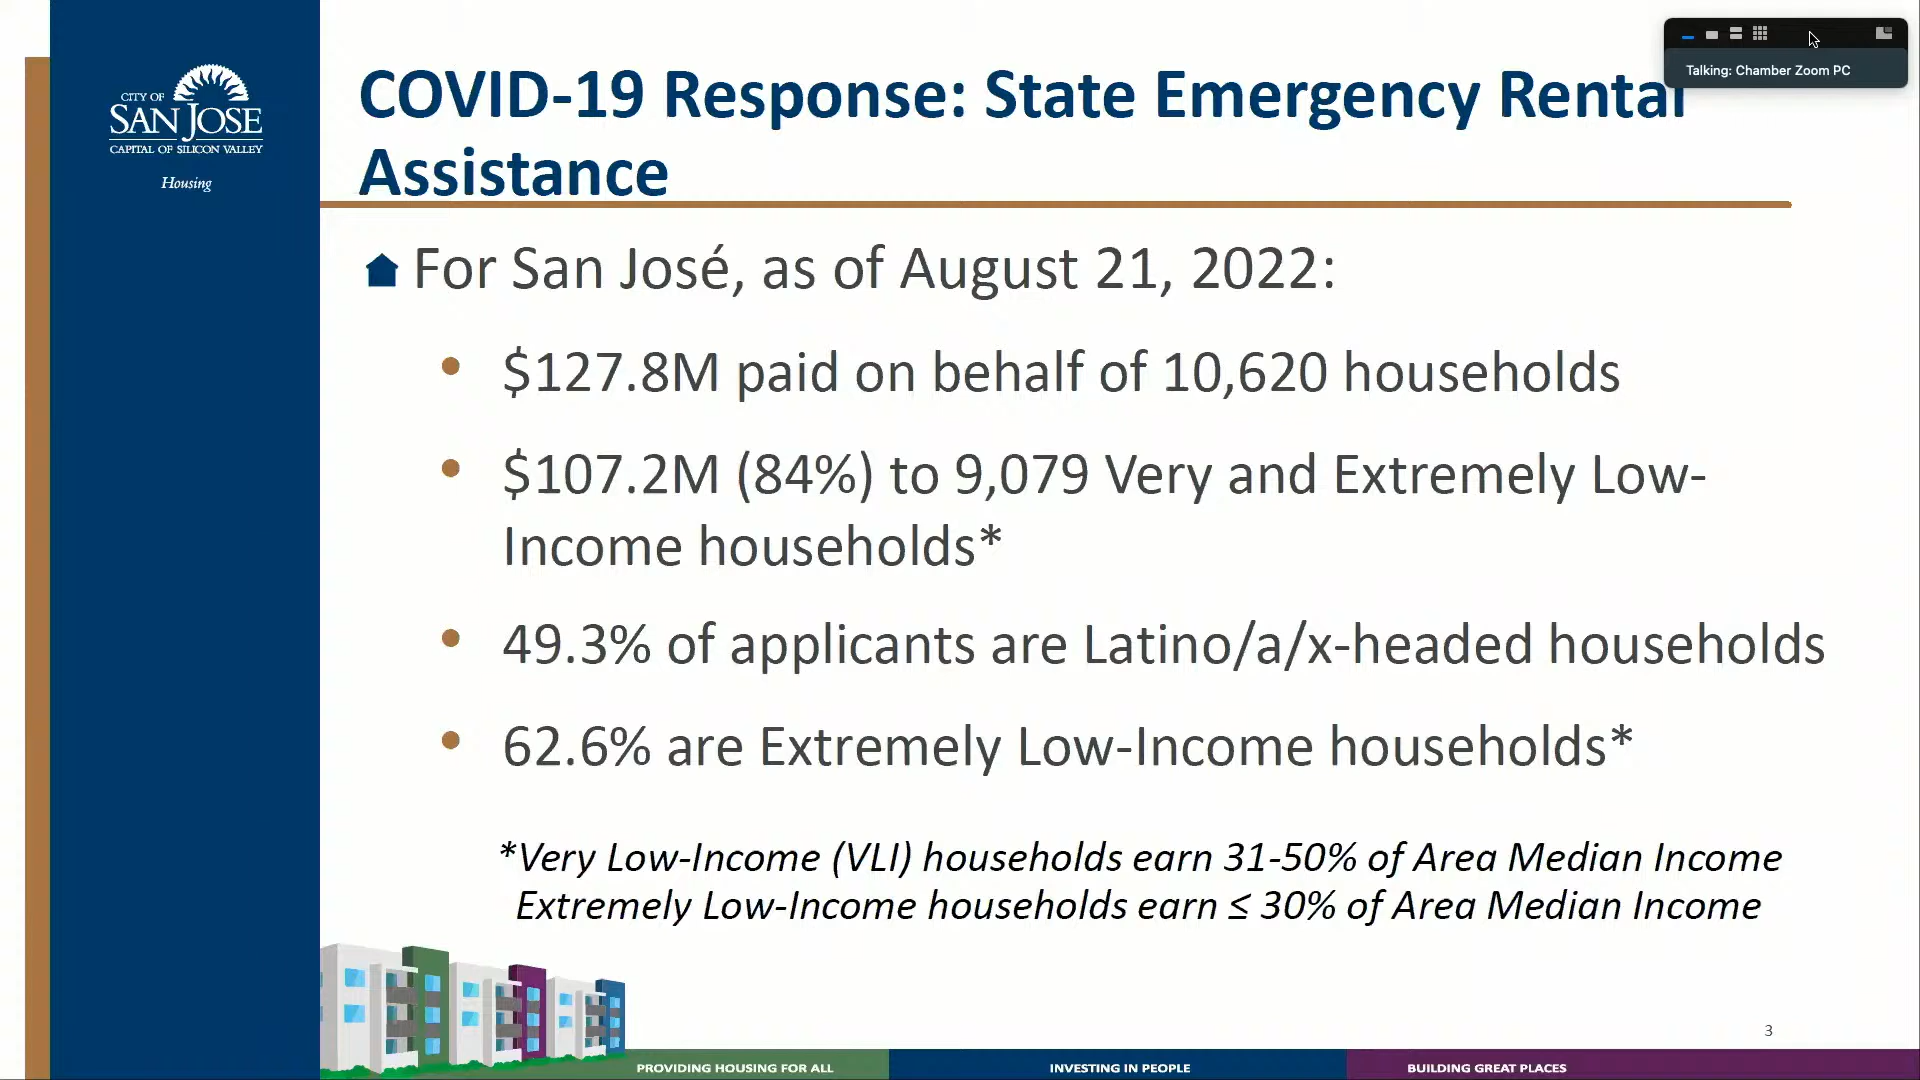 CITY OF
SAN JOSE
CAPITAL OF SILICON VALLEY
Housing
Talking: Chamber Zoom PC
COVID-19 Response: State Emergency Rental
Assistance
For San José, as of August 21, 2022:
• $127.8M paid on behalf of 10,620 households
• $107.2M (84%) to 9,079 Very and Extremely Low-
Income households*
• 49.3% of applicants are Latino/a/x-headed households
• 62.6% are Extremely Low-Income households*
*Very Low-Income (VLI) households earn 31-50% of Area Median Income
Extremely Low-Income households earn ≤ 30% of Area Median Income
3
PROVIDING HOUSING FOR ALL
INVESTING IN PEOPLE
BUILDING GREAT PLACES